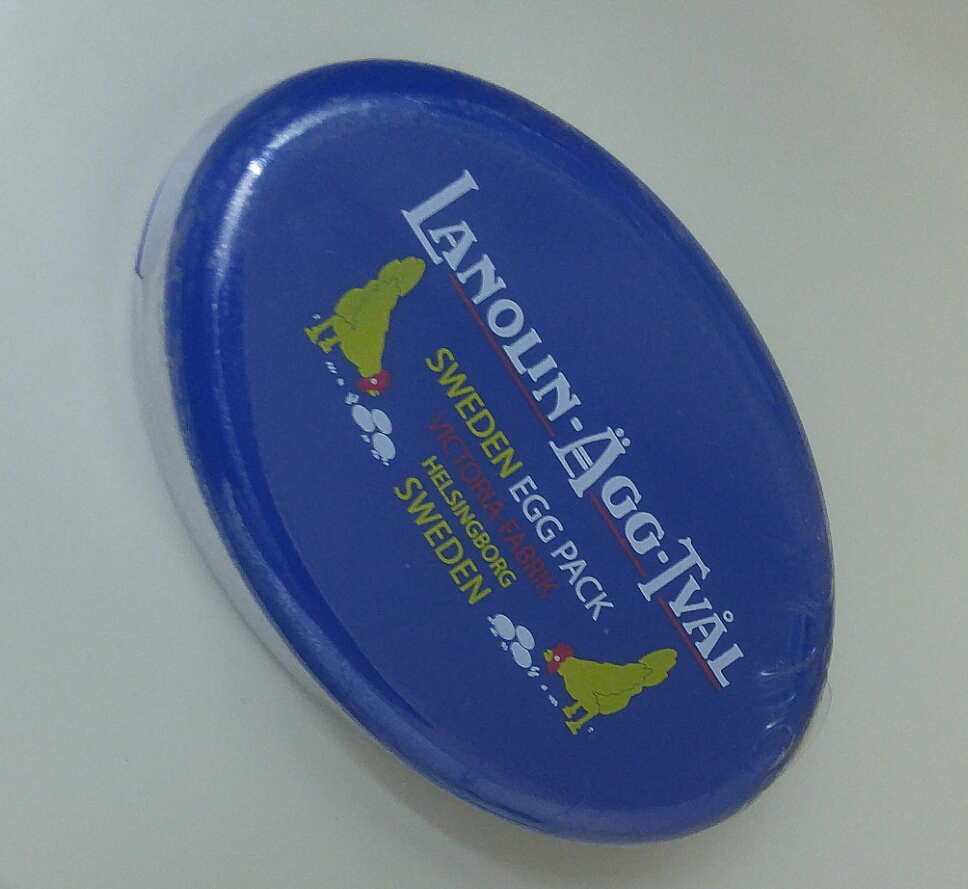 LANOLIN-ÄGG-TVÅL
SWEDEN EGG PACK
VICTORIA-FABRIK
HELSINGBORG
SWEDEN